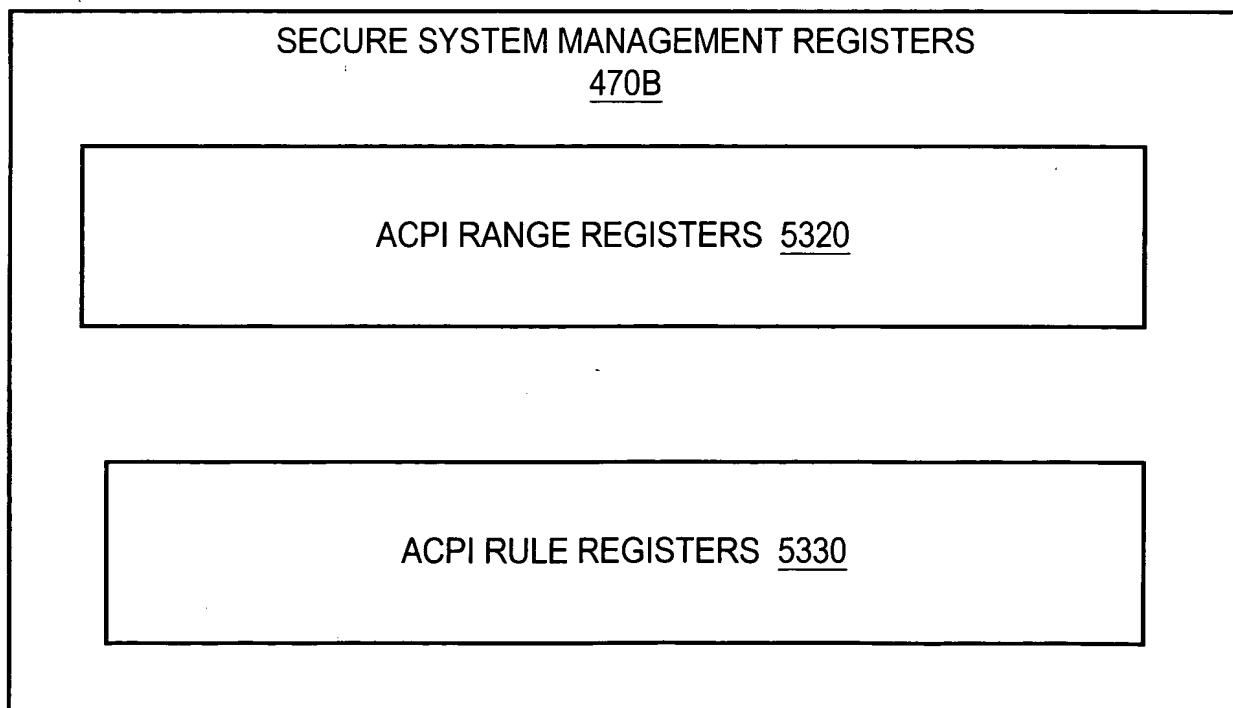 SECURE SYSTEM MANAGEMENT REGISTERS
470B
ACPI RANGE REGISTERS 5320
ACPI RULE REGISTERS 5330